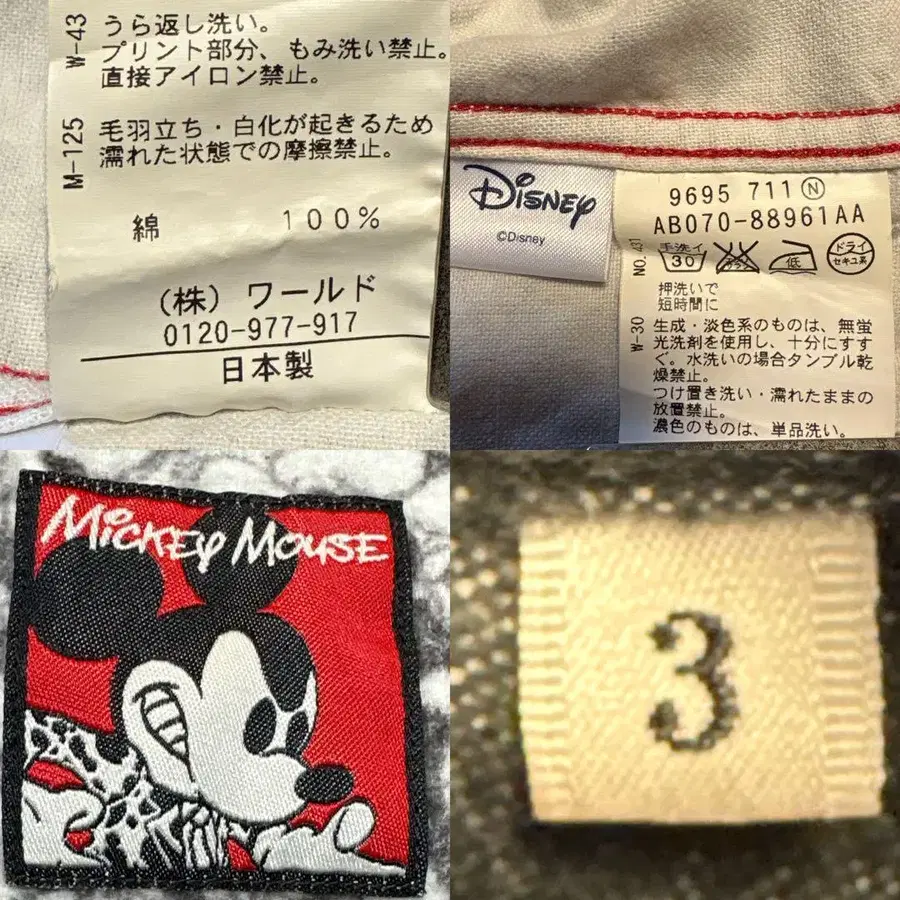 W-43
うら返し洗い。
プリント部分、もみ洗い禁止。
直接アイロン禁止。
M-125
毛羽立ち・白化が起きるため
濡れた状態での摩擦禁止。
綿 100%
(株)ワールド
0120-977-917
日本製
Disney
©Disney
9695 711 Ⓝ
AB070-88961AA
NO.431
手洗イ
30
低
ドライ
セキユ系
押洗いで
短時間に
W-30
生成・淡色系のものは、無蛍
光洗剤を使用し、十分にすす
ぐ。水洗いの場合タンブル乾
燥禁止。
つけ置き洗い・濡れたままの
放置禁止。
濃色のものは、単品洗い。
MICKEY MOUSE
3